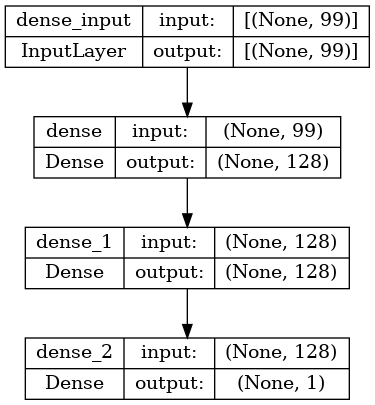 dense_input input: [(None, 99)]
InputLayer output: [(None, 99)]
dense input: (None, 99)
Dense output: (None, 128)
dense_1 input: (None, 128)
Dense output: (None, 128)
dense_2 input: (None, 128)
Dense output: (None, 1)